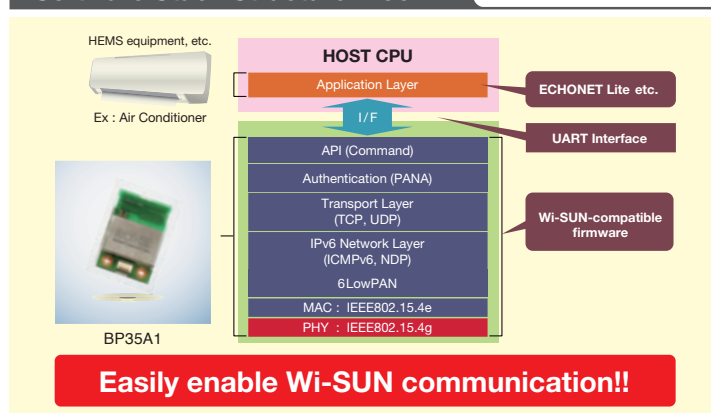 HEMS equipment, etc.
HOST CPU
Application Layer
ECHONET Lite etc.
Ex : Air Conditioner
I/F
UART Interface
API (Command)
Authentication (PANA)
Transport Layer
(TCP, UDP)
Wi-SUN-compatible
firmware
IPv6 Network Layer
(ICMPv6, NDP)
6LowPAN
MAC : IEEE802.15.4e
PHY : IEEE802.15.4g
BP35A1
Easily enable Wi-SUN communication!!